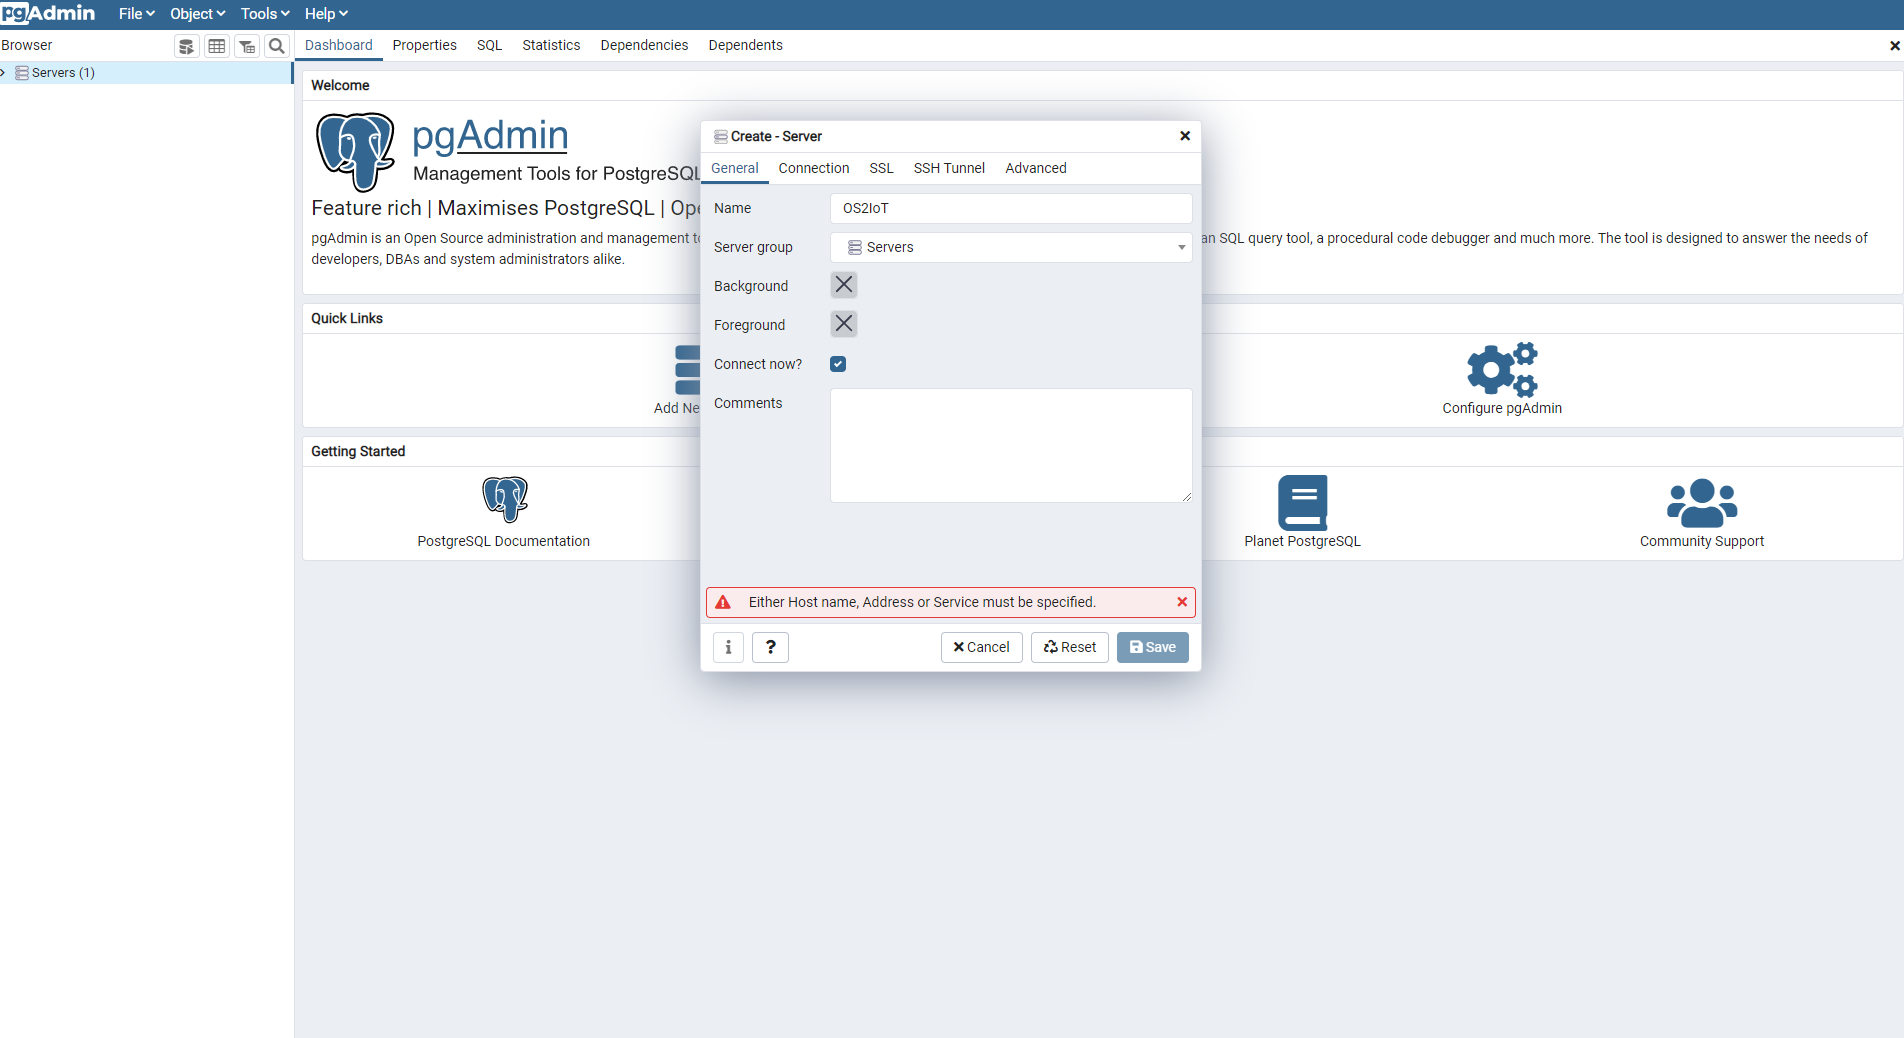 pgAdmin File Object Tools Help
Browser
Dashboard Properties SQL Statistics Dependencies Dependents
Servers (1)
Welcome
pgAdmin
Management Tools for PostgreSQL
Feature rich | Maximises PostgreSQL | Ope
pgAdmin is an Open Source administration and management t
an SQL query tool, a procedural code debugger and much more. The tool is designed to answer the needs of
developers, DBAs and system administrators alike.
Quick Links
Add Ne
Configure pgAdmin
Getting Started
PostgreSQL Documentation
Planet PostgreSQL
Community Support
Create - Server
General Connection SSL SSH Tunnel Advanced
Name OS2IoT
Server group Servers
Background
Foreground
Connect now?
Comments
Either Host name, Address or Service must be specified.
i ? Cancel Reset Save